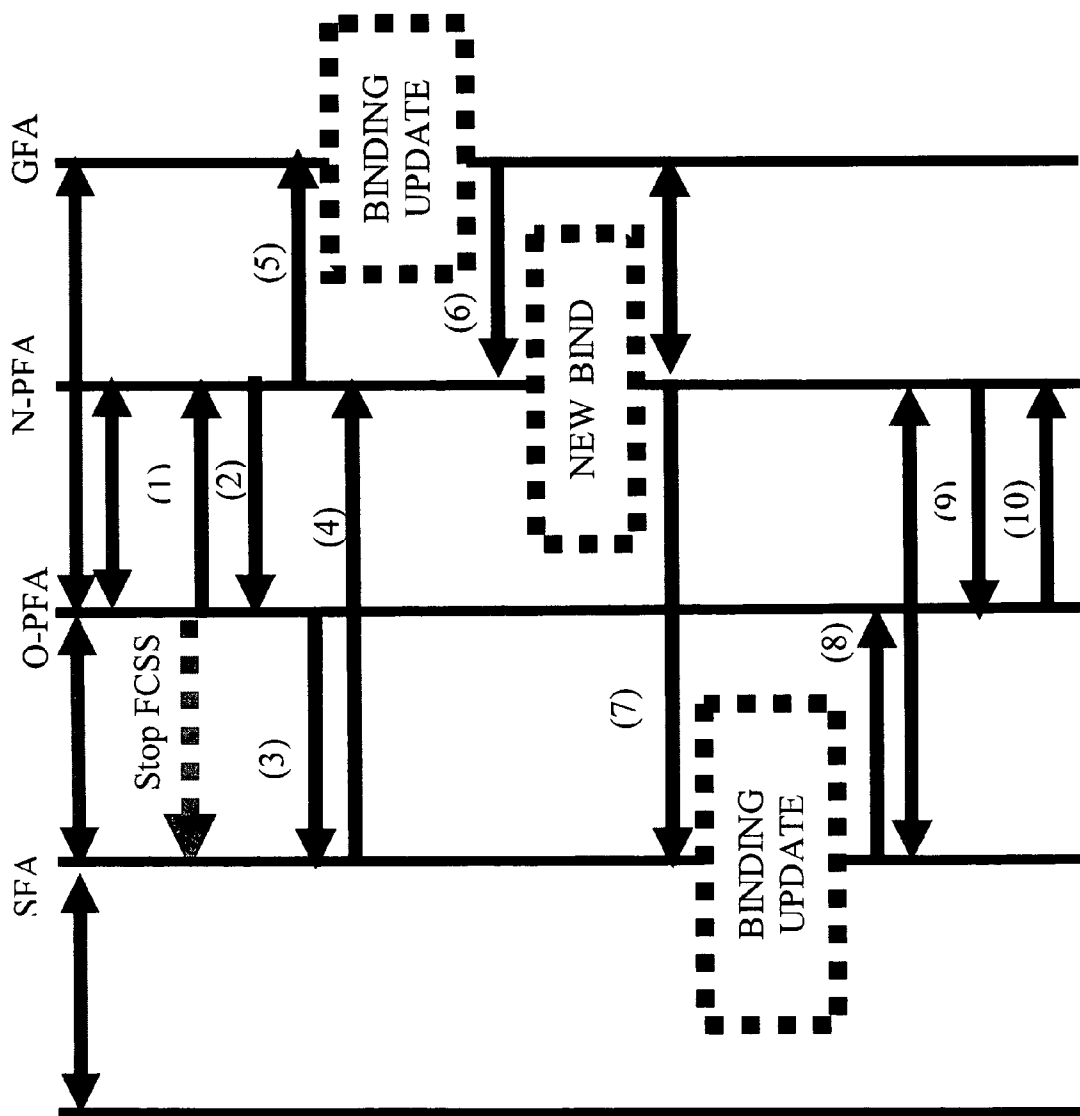 SFA
O-PFA
N-PFA
GFA
Stop FCSS
(1)
(2)
(3)
(4)
(5)
BINDING
UPDATE
(6)
NEW BIND
(7)
BINDING
UPDATE
(8)
(9)
(10)